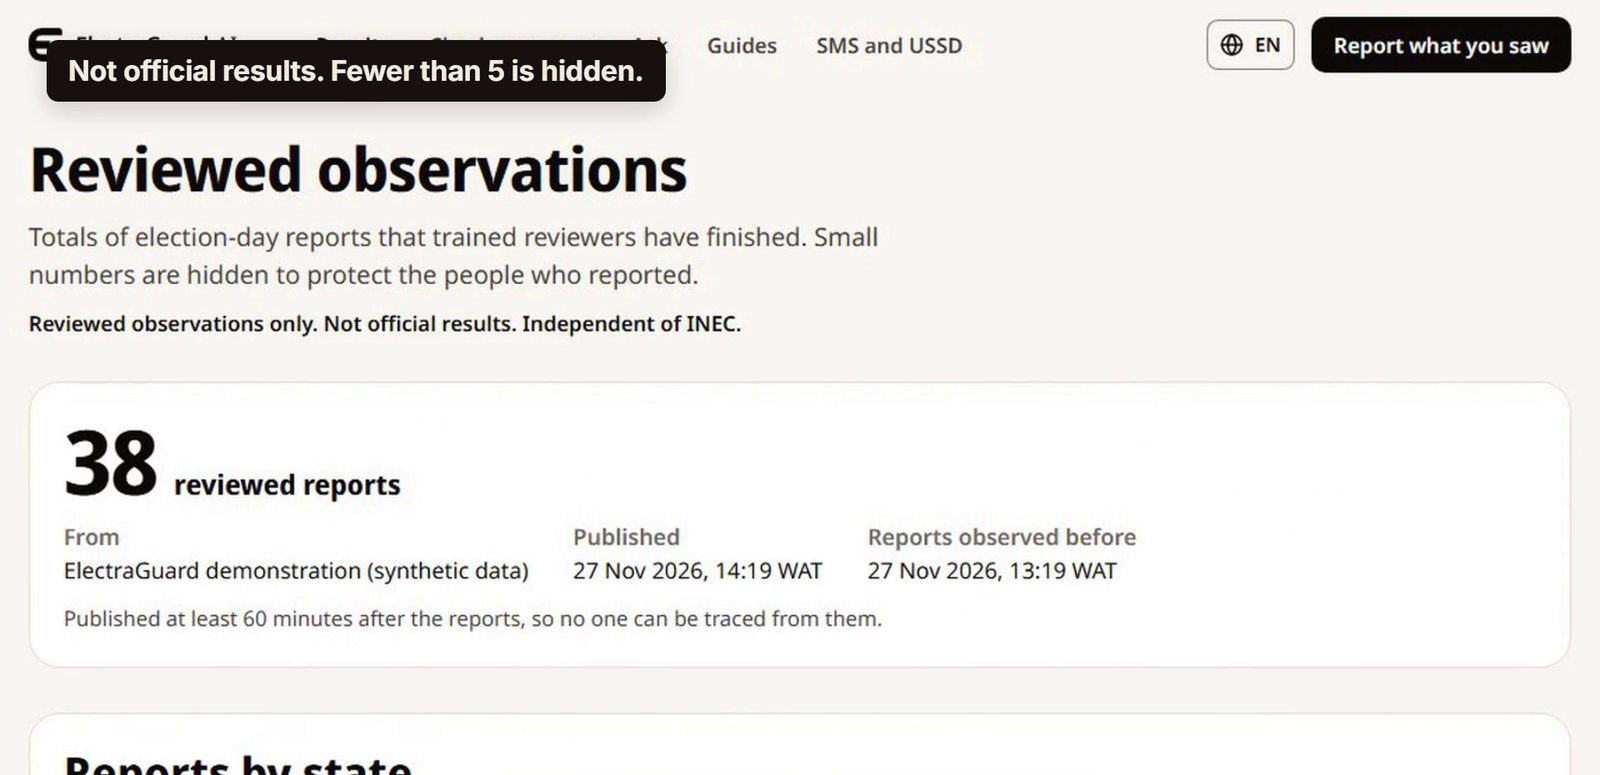 Guides
SMS and USSD
EN
Report what you saw
Not official results. Fewer than 5 is hidden.
Reviewed observations
Totals of election-day reports that trained reviewers have finished. Small
numbers are hidden to protect the people who reported.
Reviewed observations only. Not official results. Independent of INEC.
38 reviewed reports
From
ElectraGuard demonstration (synthetic data)
Published
27 Nov 2026, 14:19 WAT
Reports observed before
27 Nov 2026, 13:19 WAT
Published at least 60 minutes after the reports, so no one can be traced from them.
Reports by state